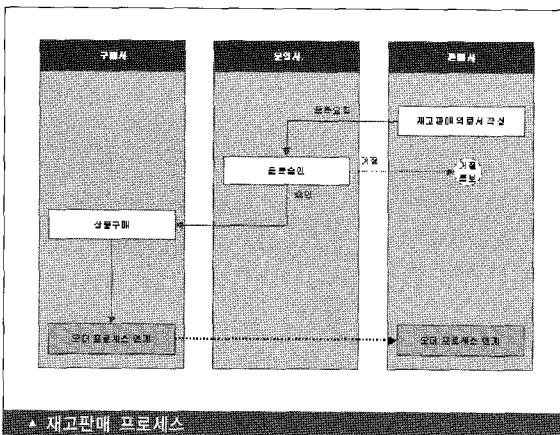 구매사
운영사
판매사
등록요청
재고판매 의뢰서 작성
등록승인
거절
거절
통보
승인
상품구매
오더 프로세스 연계
오더 프로세스 연계
▲ 재고판매 프로세스